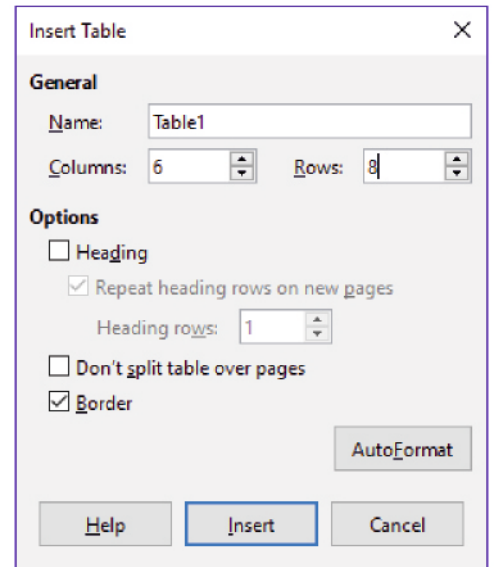 Insert Table
General
Name: Table1
Columns: 6 Rows: 8
Options
Heading
Repeat heading rows on new pages
Heading rows: 1
Don't split table over pages
Border
AutoFormat
Help Insert Cancel